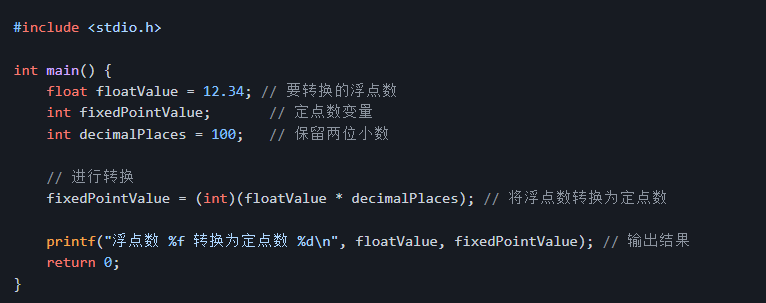 #include <stdio.h>
int main() {
float floatValue = 12.34; // 要转换的浮点数
int fixedPointValue; // 定点数变量
int decimalPlaces = 100; // 保留两位小数
// 进行转换
fixedPointValue = (int)(floatValue * decimalPlaces); // 将浮点数转换为定点数
printf("浮点数 %f 转换为定点数 %d\n", floatValue, fixedPointValue); // 输出结果
return 0;
}